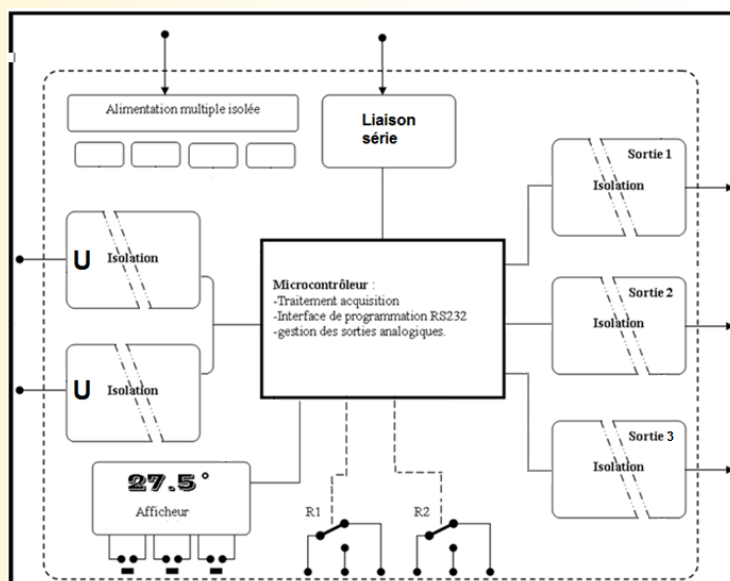 Alimentation multiple isolée
Liaison
série
Sortie 1
Isolation
U Isolation
Microcontrôleur :
-Traitement acquisition
-Interface de programmation RS232
-gestion des sorties analogiques.
Sortie 2
Isolation
U Isolation
Sortie 3
Isolation
27.5°
Afficheur
R1
R2